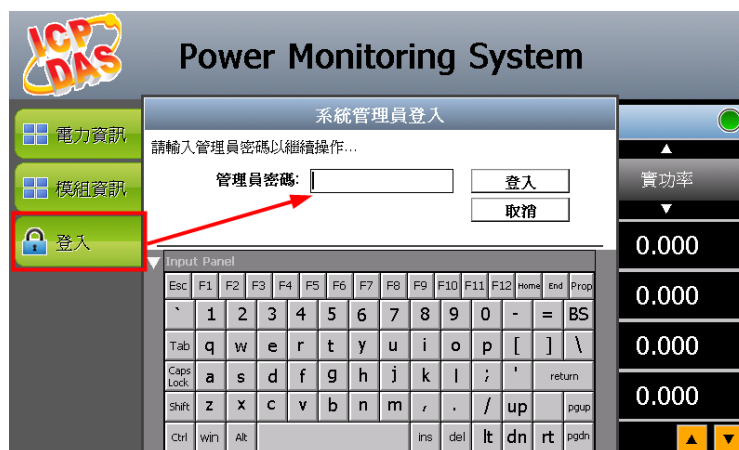 ICP DAS
Power Monitoring System
電力資訊
模組資訊
登入
系統管理員登入
請輸入管理員密碼以繼續操作...
管理員密碼:
登入
取消
實功率
0.000
0.000
0.000
0.000
Input Panel
Esc F1 F2 F3 F4 F5 F6 F7 F8 F9 F10 F11 F12 Home End Prop
` 1 2 3 4 5 6 7 8 9 0 - = BS
Tab q w e r t y u i o p [ ] \
Caps Lock a s d f g h j k l ; ' return
Shift z x c v b n m , . / up pgup
Ctrl win Alt ins del lt dn rt pgdn